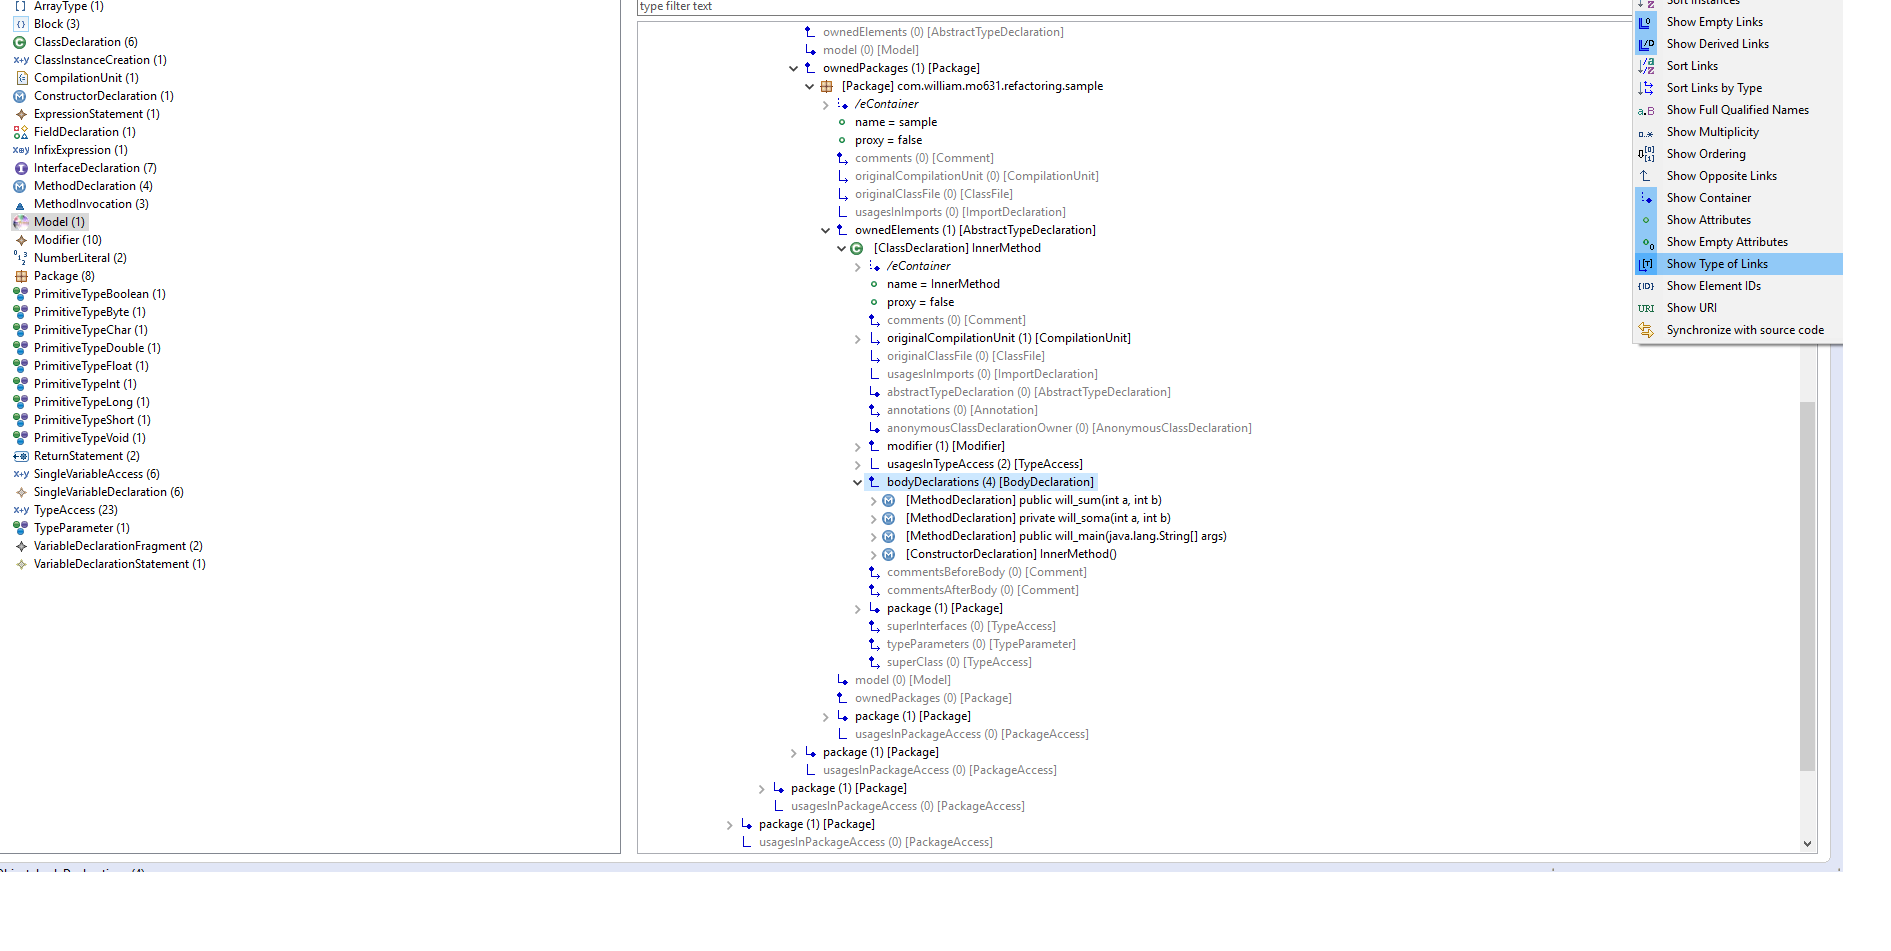 ArrayType (1)
Block (3)
ClassDeclaration (6)
ClassInstanceCreation (1)
CompilationUnit (1)
ConstructorDeclaration (1)
ExpressionStatement (1)
FieldDeclaration (1)
InfixExpression (1)
InterfaceDeclaration (7)
MethodDeclaration (4)
MethodInvocation (3)
Model (1)
Modifier (10)
NumberLiteral (2)
Package (8)
PrimitiveTypeBoolean (1)
PrimitiveTypeByte (1)
PrimitiveTypeChar (1)
PrimitiveTypeDouble (1)
PrimitiveTypeFloat (1)
PrimitiveTypeInt (1)
PrimitiveTypeLong (1)
PrimitiveTypeShort (1)
PrimitiveTypeVoid (1)
ReturnStatement (2)
SingleVariableAccess (6)
SingleVariableDeclaration (6)
TypeAccess (23)
TypeParameter (1)
VariableDeclarationFragment (2)
VariableDeclarationStatement (1)
type filter text
ownedElements (0) [AbstractTypeDeclaration]
model (0) [Model]
ownedPackages (1) [Package]
[Package] com.william.mo631.refactoring.sample
/eContainer
name = sample
proxy = false
comments (0) [Comment]
originalCompilationUnit (0) [CompilationUnit]
originalClassFile (0) [ClassFile]
usagesInImports (0) [ImportDeclaration]
ownedElements (1) [AbstractTypeDeclaration]
[ClassDeclaration] InnerMethod
/eContainer
name = InnerMethod
proxy = false
comments (0) [Comment]
originalCompilationUnit (1) [CompilationUnit]
originalClassFile (0) [ClassFile]
usagesInImports (0) [ImportDeclaration]
abstractTypeDeclaration (0) [AbstractTypeDeclaration]
annotations (0) [Annotation]
anonymousClassDeclarationOwner (0) [AnonymousClassDeclaration]
modifier (1) [Modifier]
usagesInTypeAccess (2) [TypeAccess]
bodyDeclarations (4) [BodyDeclaration]
[MethodDeclaration] public will_sum(int a, int b)
[MethodDeclaration] private will_soma(int a, int b)
[MethodDeclaration] public will_main(java.lang.String[] args)
[ConstructorDeclaration] InnerMethod()
commentsBeforeBody (0) [Comment]
commentsAfterBody (0) [Comment]
package (1) [Package]
superInterfaces (0) [TypeAccess]
typeParameters (0) [TypeParameter]
superClass (0) [TypeAccess]
model (0) [Model]
ownedPackages (0) [Package]
package (1) [Package]
usagesInPackageAccess (0) [PackageAccess]
package (1) [Package]
usagesInPackageAccess (0) [PackageAccess]
package (1) [Package]
usagesInPackageAccess (0) [PackageAccess]
package (1) [Package]
usagesInPackageAccess (0) [PackageAccess]
Sort Instances
Show Empty Links
Show Derived Links
Sort Links
Sort Links by Type
Show Full Qualified Names
Show Multiplicity
Show Ordering
Show Opposite Links
Show Container
Show Attributes
Show Empty Attributes
Show Type of Links
Show Element IDs
Show URI
Synchronize with source code